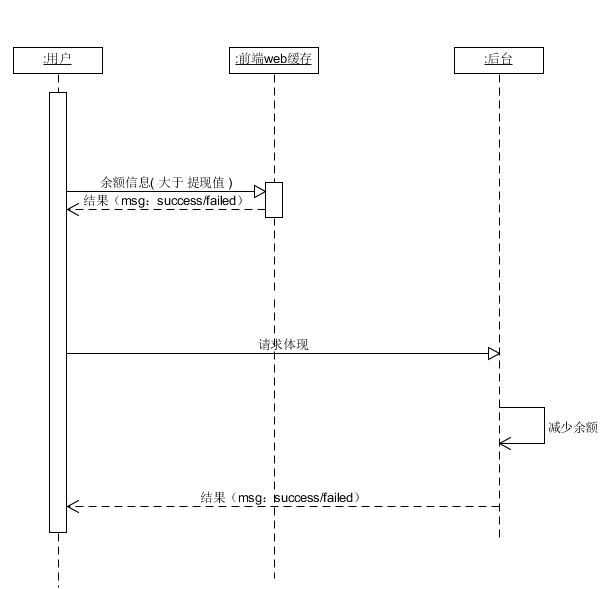 :用户
:前端web缓存
:后台
余额信息( 大于 提现值 )
结果（msg：success/failed）
请求体现
减少余额
结果（msg：success/failed）